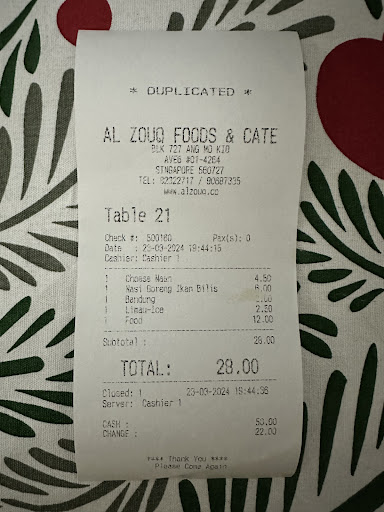 * DUPLICATED *
AL ZOUQ FOODS & CATE
BLK 727 ANG MO KIO
AVE6 #01-4264
SINGAPORE 560727
TEL:
www.alzouq.co
Table 21
Check #: 500160 Pax(s): 0
Date : 23-03-2024 19:44:15
Cashier: Cashier 1
1 Cheese Naan 4.50
1 Nasi Goreng Ikan Bilis 6.00
1 Bandung
1 Limau-Ice 2.50
1 Food 12.00
Subtotal : 28.00
TOTAL: 28.00
Closed: 1 23-03-2024 19:44:36
Server: Cashier 1
CASH : 50.00
CHANGE : 22.00
**** Thank You ****
Please Come Again